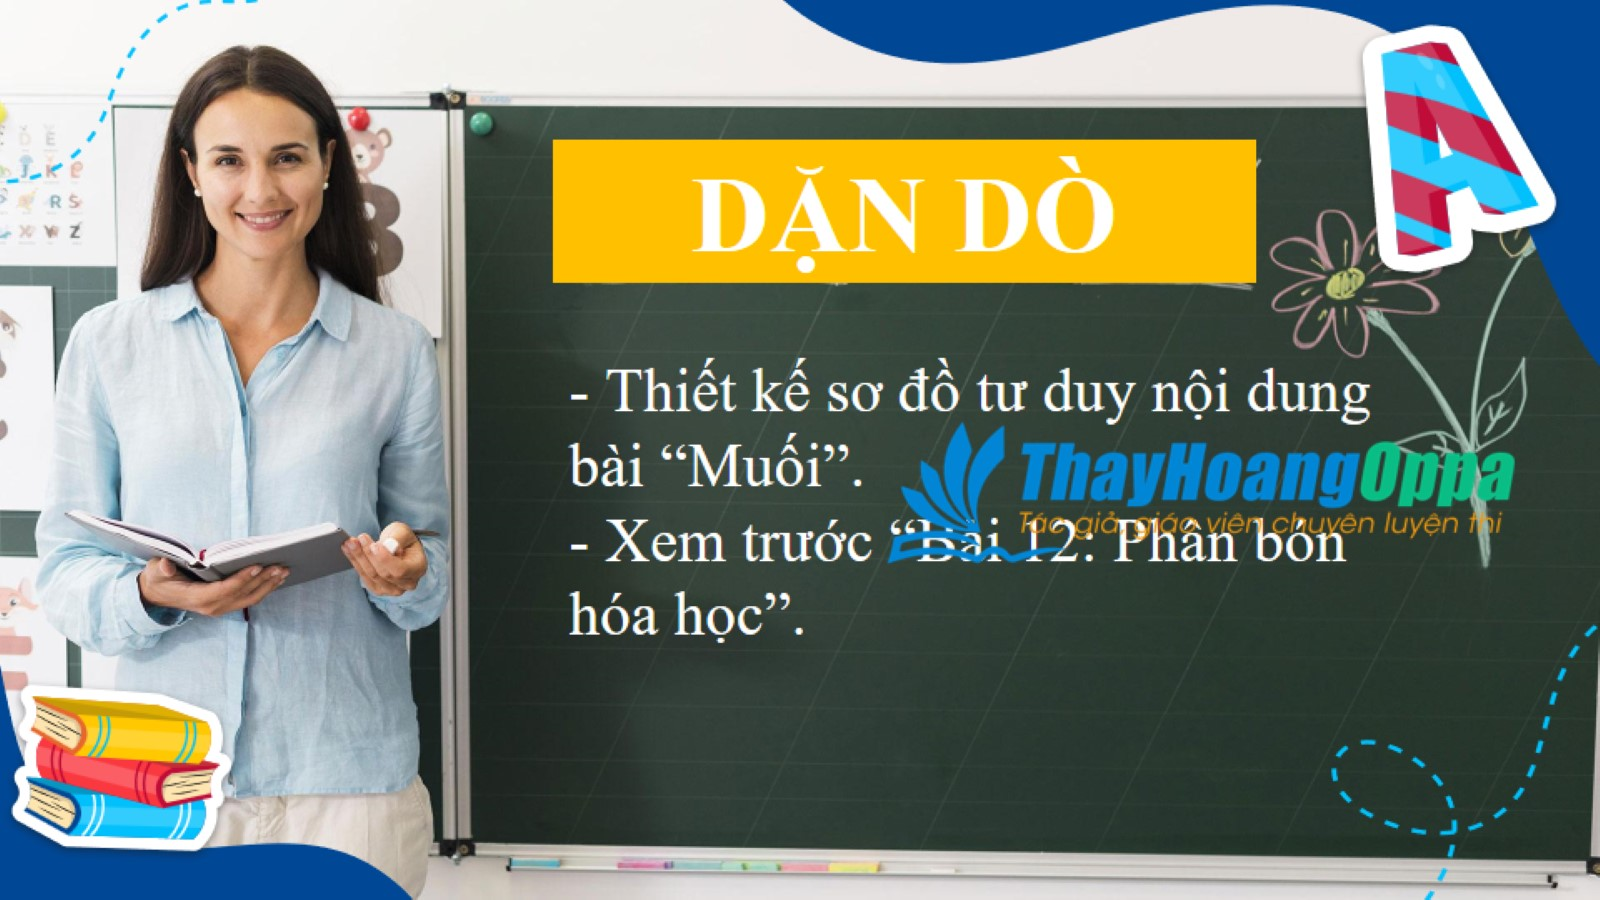 DẶN DÒ
- Thiết kế sơ đồ tư duy nội dung
bài “Muối”.
ThayHoangOppa
Tác giả, giáo viên chuyên luyện thi
- Xem trước “Bài 12: Phân bón
hóa học”.
A
J K
R S
X Y Z
B